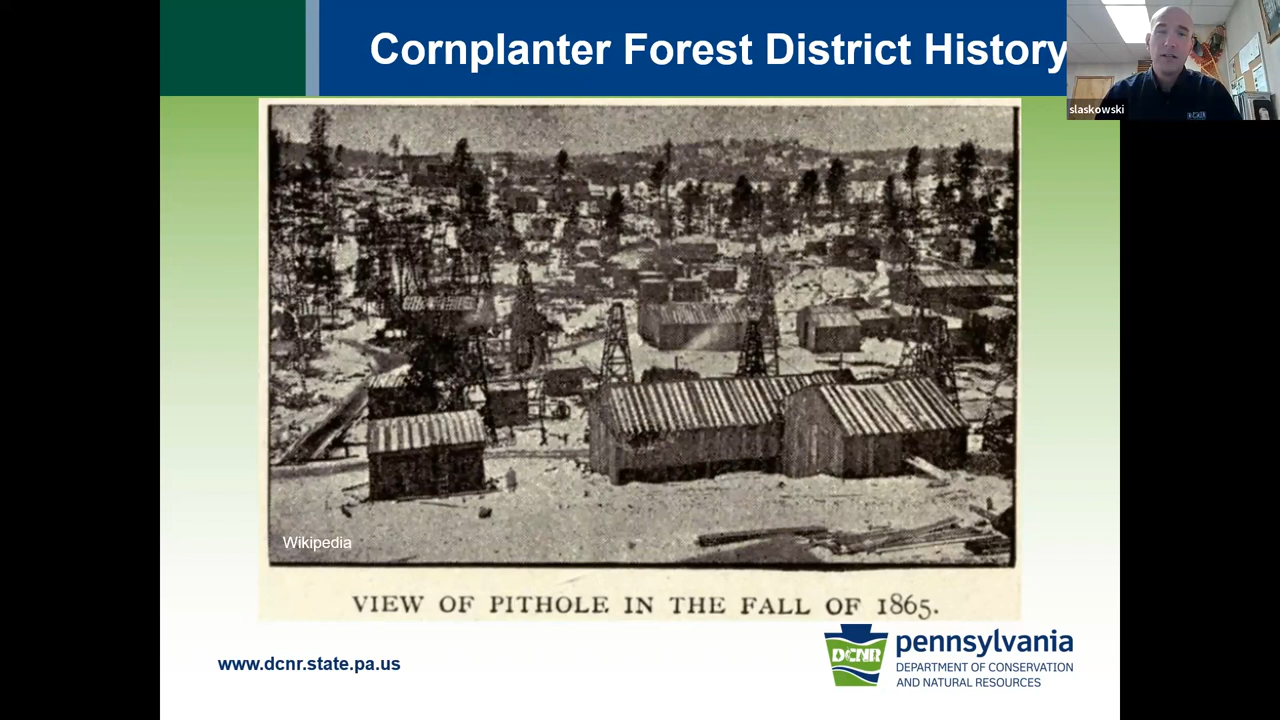 Cornplanter Forest District History
slaskowski
Wikipedia
VIEW OF PITHOLE IN THE FALL OF 1865.
www.dcnr.state.pa.us
DCNR
pennsylvania
DEPARTMENT OF CONSERVATION
AND NATURAL RESOURCES